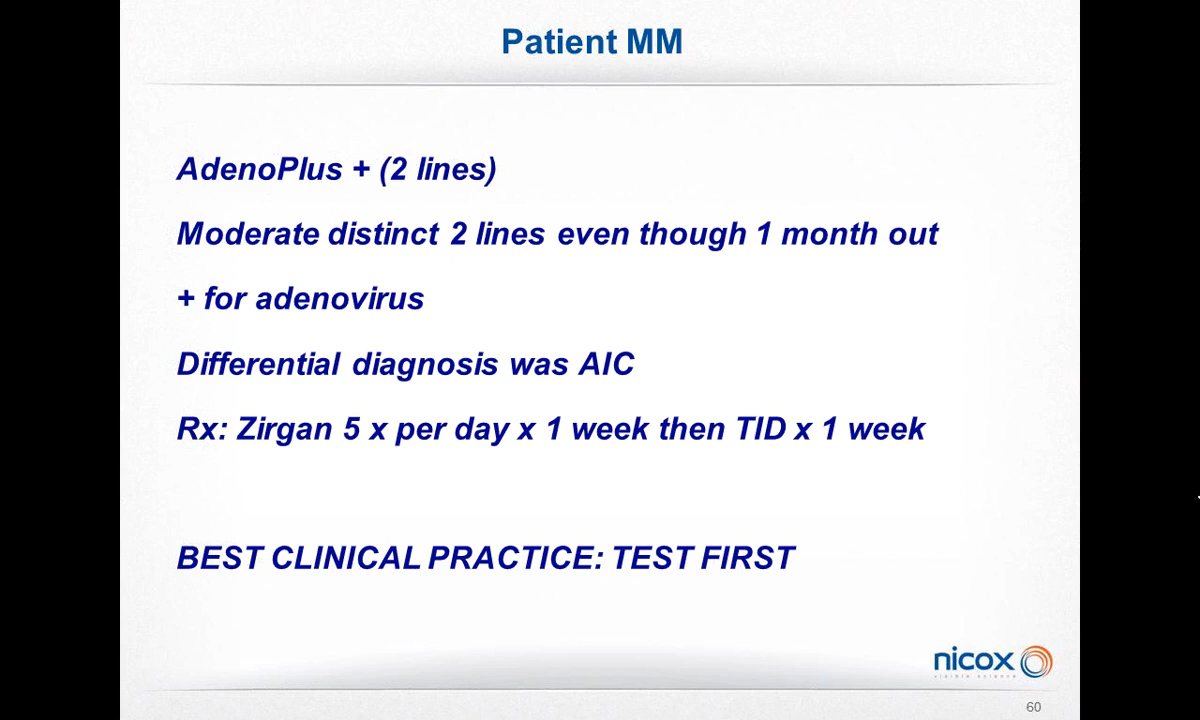 Patient MM
AdenoPlus + (2 lines)
Moderate distinct 2 lines even though 1 month out
+ for adenovirus
Differential diagnosis was AIC
Rx: Zirgan 5 x per day x 1 week then TID x 1 week
BEST CLINICAL PRACTICE: TEST FIRST
nicox
visible science
60